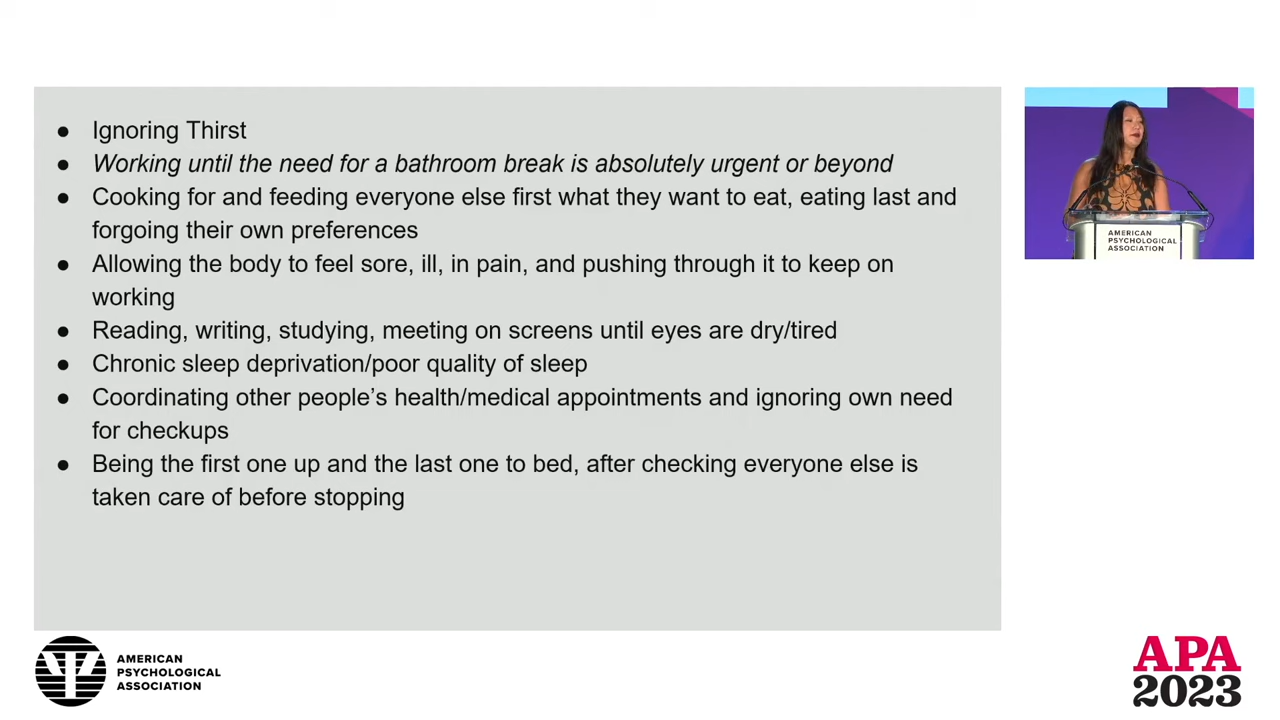 ● Ignoring Thirst
● Working until the need for a bathroom break is absolutely urgent or beyond
● Cooking for and feeding everyone else first what they want to eat, eating last and
forgoing their own preferences
● Allowing the body to feel sore, ill, in pain, and pushing through it to keep on
working
● Reading, writing, studying, meeting on screens until eyes are dry/tired
● Chronic sleep deprivation/poor quality of sleep
● Coordinating other people’s health/medical appointments and ignoring own need
for checkups
● Being the first one up and the last one to bed, after checking everyone else is
taken care of before stopping
AMERICAN
PSYCHOLOGICAL
ASSOCIATION
AMERICAN
PSYCHOLOGICAL
ASSOCIATION
APA
2023